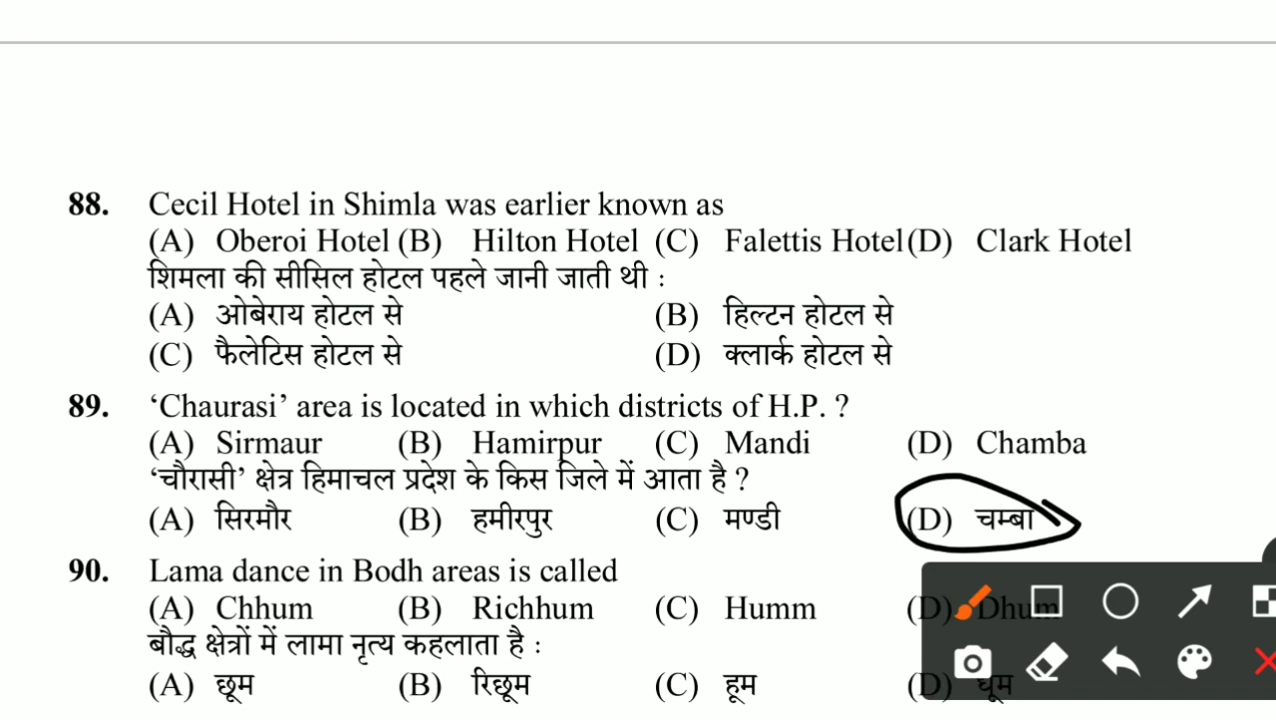 88. Cecil Hotel in Shimla was earlier known as
(A) Oberoi Hotel (B) Hilton Hotel (C) Falettis Hotel (D) Clark Hotel
शिमला की सीसिल होटल पहले जानी जाती थी :
(A) ओबेराय होटल से (B) हिल्टन होटल से
(C) फैलेटिस होटल से (D) क्लार्क होटल से
89. ‘Chaurasi’ area is located in which districts of H.P. ?
(A) Sirmaur (B) Hamirpur (C) Mandi (D) Chamba
‘चौरासी’ क्षेत्र हिमाचल प्रदेश के किस जिले में आता है ?
(A) सिरमौर (B) हमीरपुर (C) मण्डी (D) चम्बा
90. Lama dance in Bodh areas is called
(A) Chhum (B) Richhum (C) Humm (D) Dhum
बौद्ध क्षेत्रों में लामा नृत्य कहलाता है :
(A) छूम (B) रिछूम (C) हूम (D) धूम